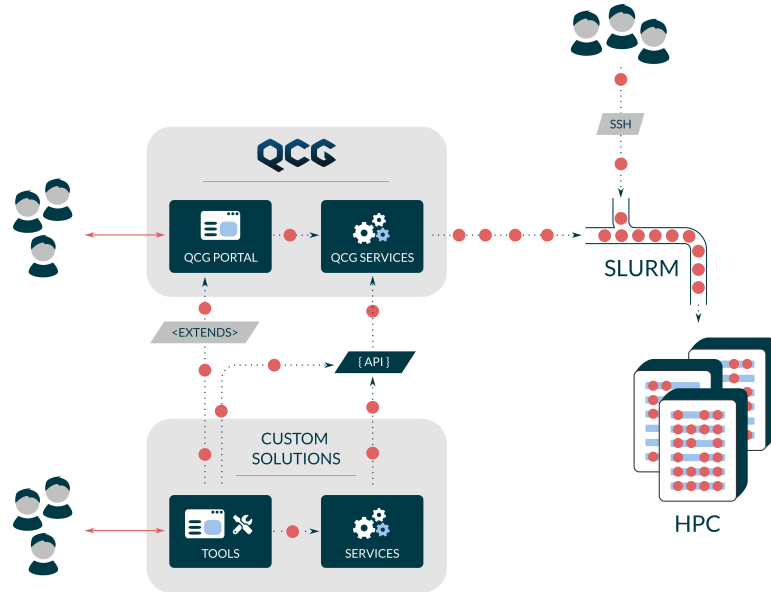 SSH
QCG
QCG PORTAL
QCG SERVICES
SLURM
<EXTENDS>
{ API }
CUSTOM
SOLUTIONS
TOOLS
SERVICES
HPC